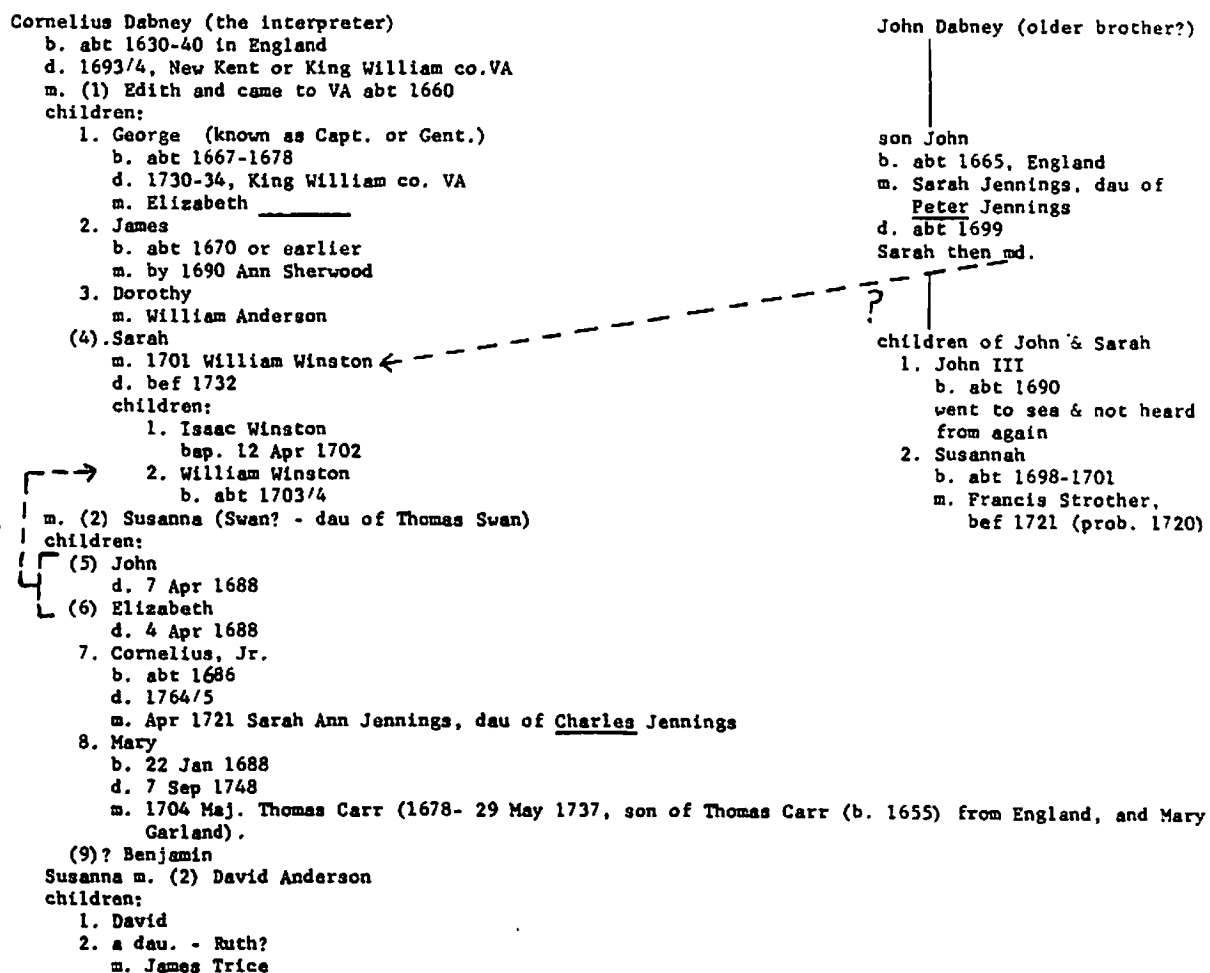 Cornelius Dabney (the interpreter)
b. abt 1630-40 in England
d. 1693/4, New Kent or King William co.VA
m. (1) Edith and came to VA abt 1660
children:
1. George (known as Capt. or Gent.)
b. abt 1667-1678
d. 1730-34, King William co. VA
m. Elizabeth ________
2. James
b. abt 1670 or earlier
m. by 1690 Ann Sherwood
3. Dorothy
m. William Anderson
(4).Sarah
m. 1701 William Winston
d. bef 1732
children:
1. Isaac Winston
bap. 12 Apr 1702
2. William Winston
b. abt 1703/4
m. (2) Susanna (Swan? - dau of Thomas Swan)
children:
(5) John
d. 7 Apr 1688
(6) Elizabeth
d. 4 Apr 1688
7. Cornelius, Jr.
b. abt 1686
d. 1764/5
m. Apr 1721 Sarah Ann Jennings, dau of Charles Jennings
8. Mary
b. 22 Jan 1688
d. 7 Sep 1748
m. 1704 Maj. Thomas Carr (1678- 29 May 1737, son of Thomas Carr (b. 1655) from England, and Mary
Garland).
(9)? Benjamin
Susanna m. (2) David Anderson
children:
1. David
2. a dau. - Ruth?
m. James Trice
John Dabney (older brother?)
son John
b. abt 1665, England
m. Sarah Jennings, dau of
Peter Jennings
d. abt 1699
Sarah then md.
?
children of John & Sarah
1. John III
b. abt 1690
went to sea & not heard
from again
2. Susannah
b. abt 1698-1701
m. Francis Strother,
bef 1721 (prob. 1720)